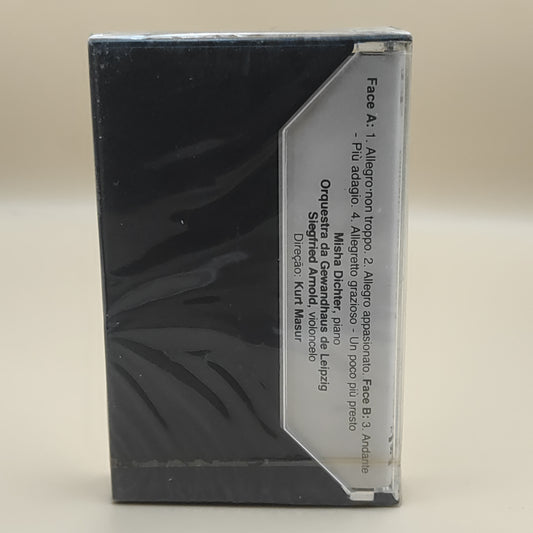 Face A: 1. Allegro non troppo. 2. Allegro appasionato. Face B: 3. Andante
- Più adagio. 4. Allegretto grazioso - Un poco più presto
Misha Dichter, piano
Orquestra da Gewandhaus de Leipzig
Siegfried Arnold, violoncelo
Direção: Kurt Masur